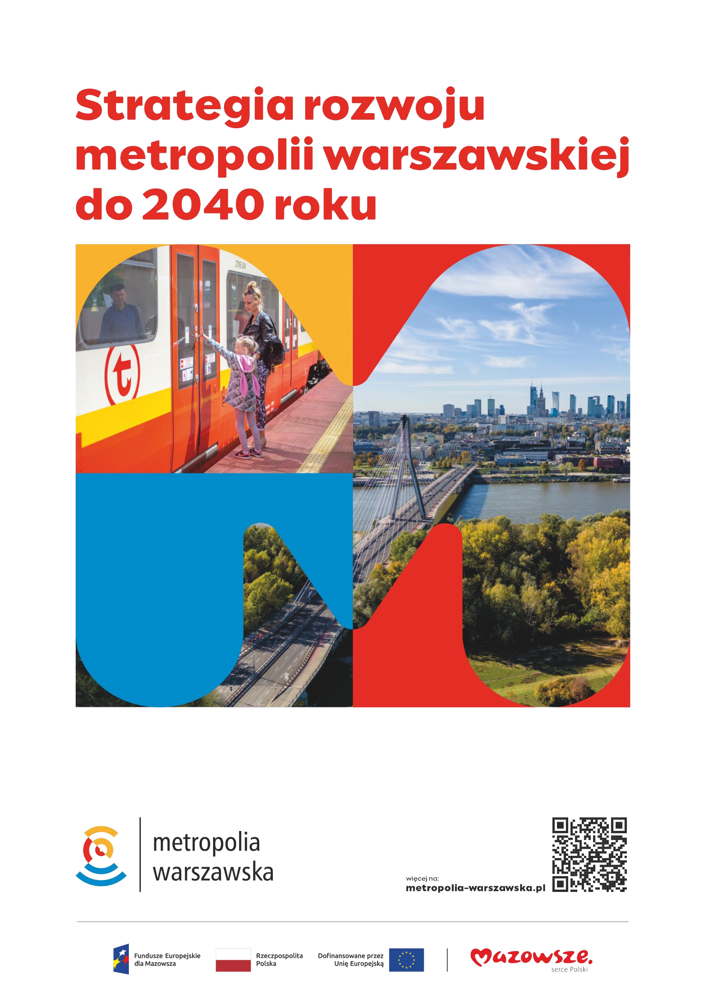 Strategia rozwoju
metropolii warszawskiej
do 2040 roku
t
metropolia
warszawska
więcej na:
metropolia-warszawska.pl
Fundusze Europejskie
dla Mazowsza
Rzeczpospolita
Polska
Dofinansowane przez
Unię Europejską
Mazowsze.
serce Polski